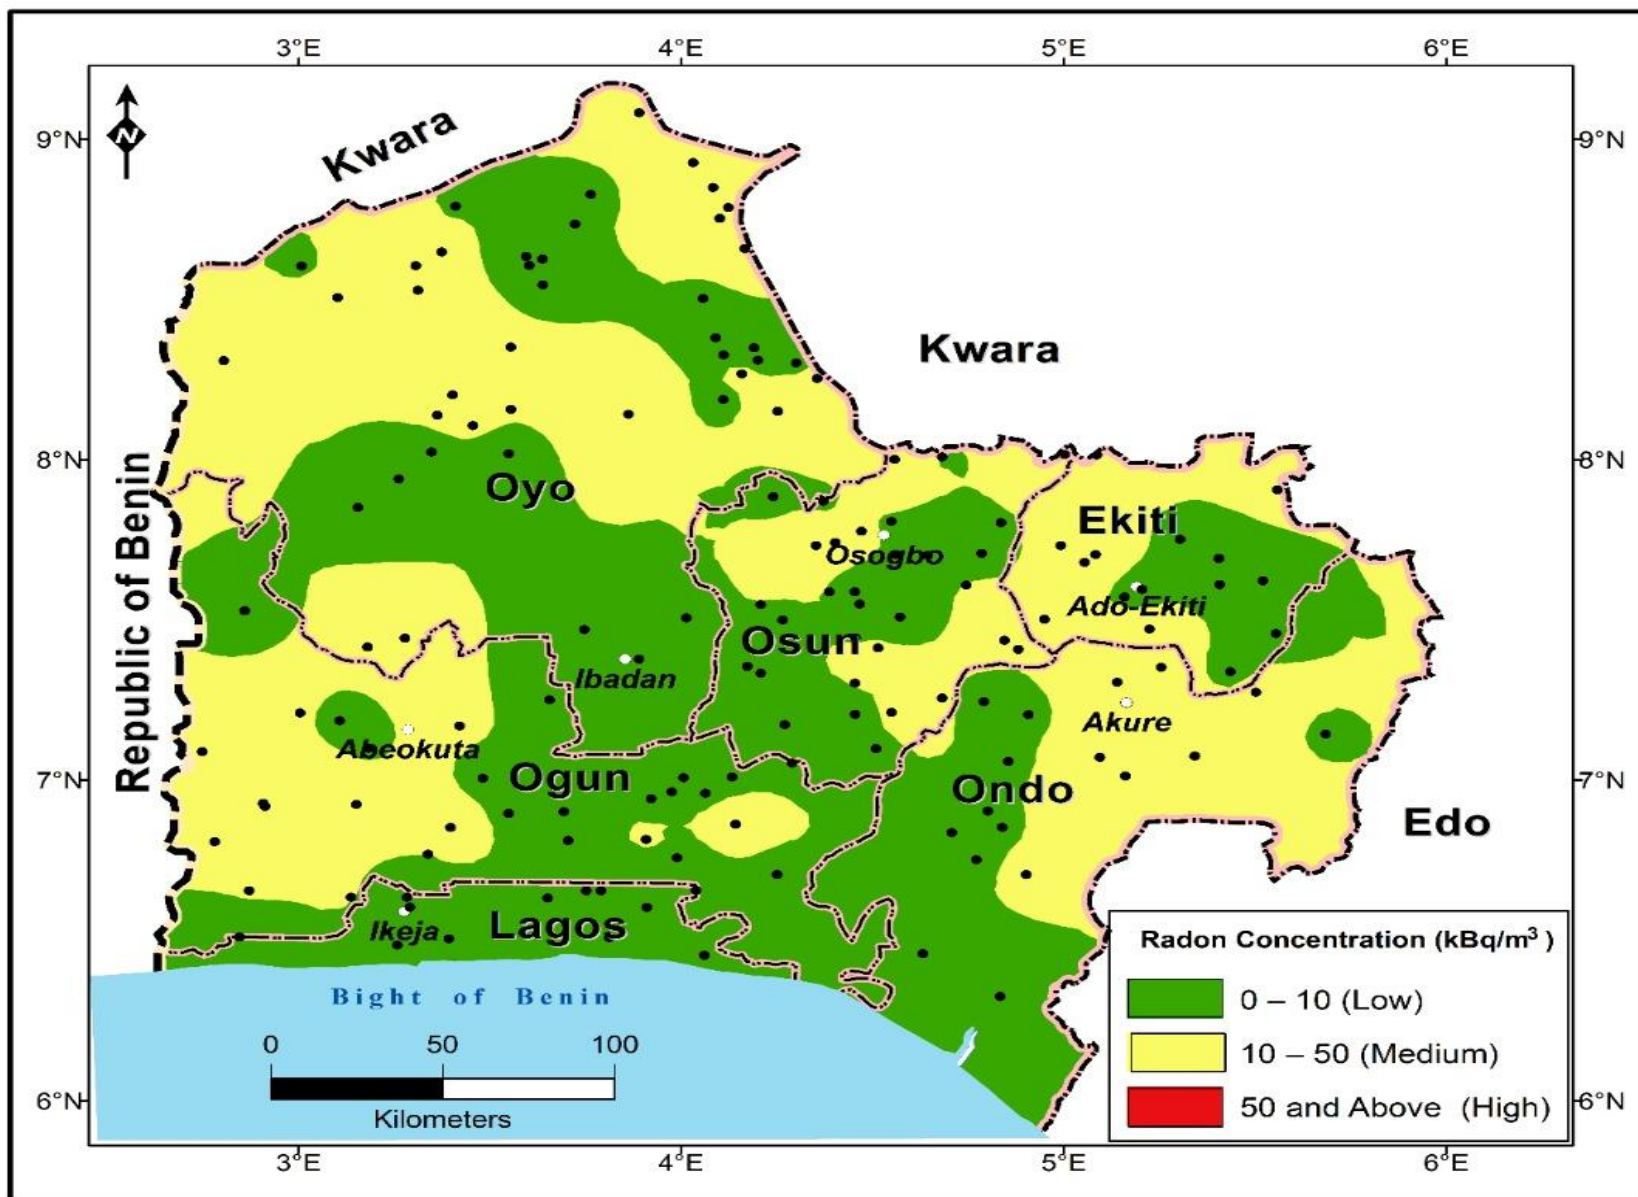 3°E 4°E 5°E 6°E
N
9°N 9°N
Kwara
Kwara
8°N 8°N
Republic of Benin
Oyo
Ekiti
Osogbo
Ado-Ekiti
Osun
Ibadan
Akure
Abeokuta
Ogun
7°N 7°N
Ondo
Edo
Ikeja
Lagos
Bight of Benin
0 50 100
Kilometers
Radon Concentration (kBq/m³ )
0 – 10 (Low)
10 – 50 (Medium)
50 and Above (High)
6°N 6°N
3°E 4°E 5°E 6°E